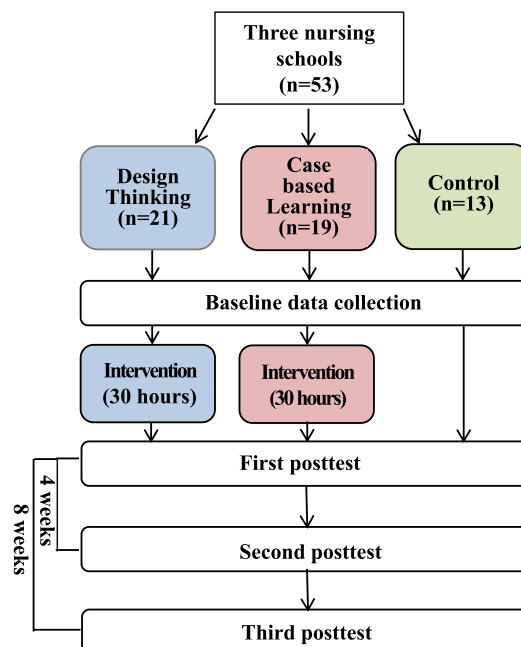 Three nursing
schools
(n=53)
Design
Thinking
(n=21)
Case
based
Learning
(n=19)
Control
(n=13)
Baseline data collection
Intervention
(30 hours)
Intervention
(30 hours)
First posttest
4 weeks
8 weeks
Second posttest
Third posttest